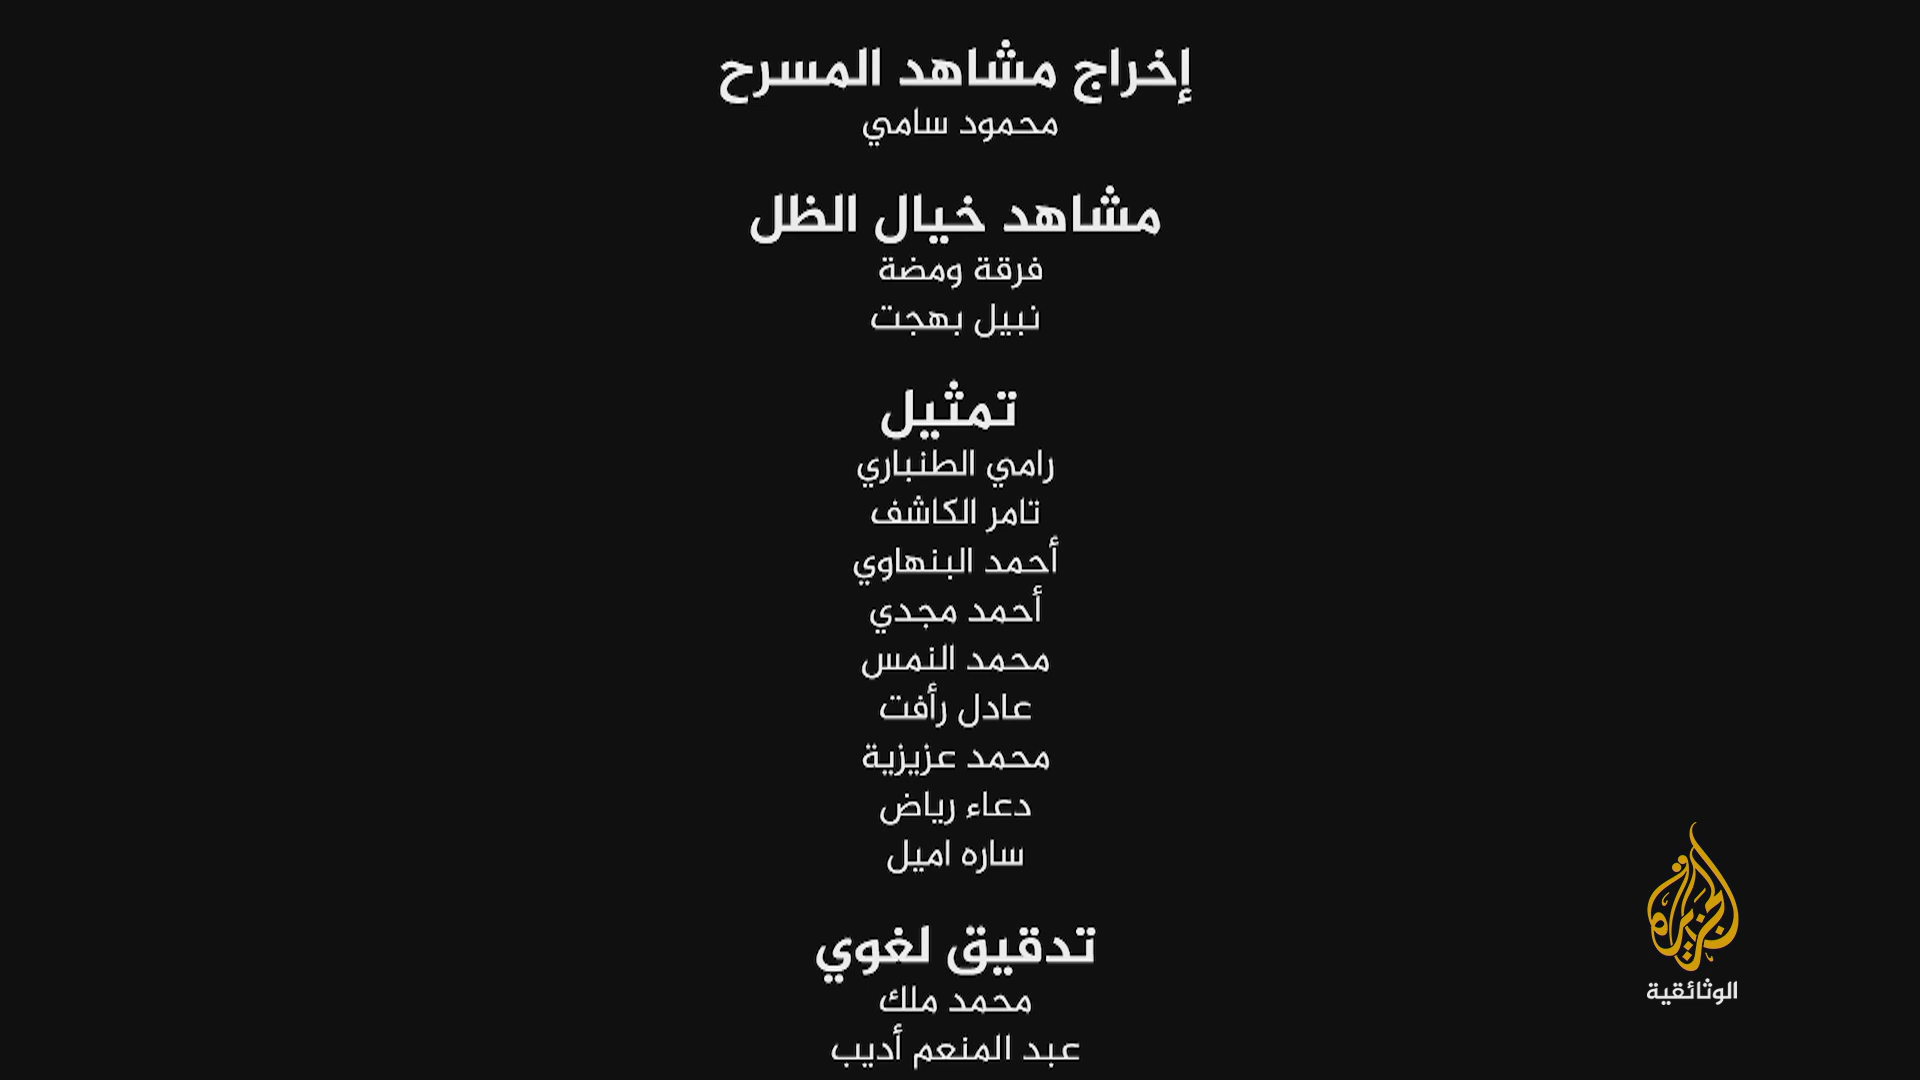 إخراج مشاهد المسرح
محمود سامي
مشاهد خيال الظل
فرقة ومضة
نبيل بهجت
تمثيل
رامي الطنباري
تامر الكاشف
أحمد البنهاوي
أحمد مجدي
محمد النمس
عادل رأفت
محمد عزيزية
دعاء رياض
ساره اميل
تدقيق لغوي
محمد ملك
عبد المنعم أديب
الجزيرة
الوثائقية